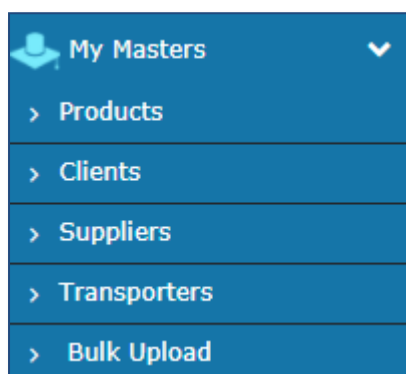 My Masters
Products
Clients
Suppliers
Transporters
Bulk Upload